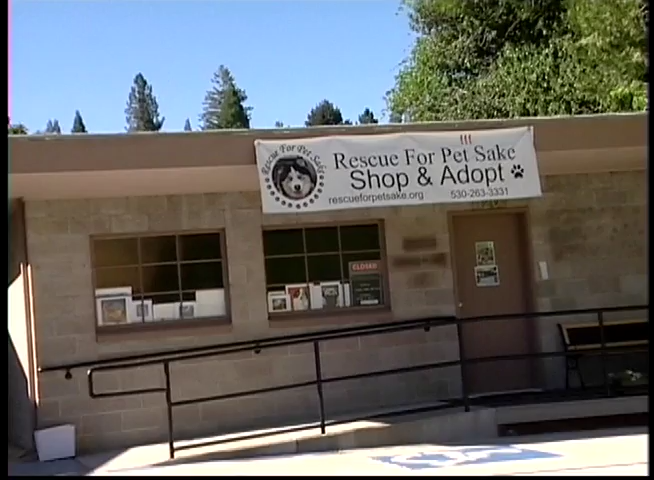 Rescue For Pet Sake
Rescue For Pet Sake
Shop & Adopt
rescueforpetsake.org 530-263-3331
CLOSED